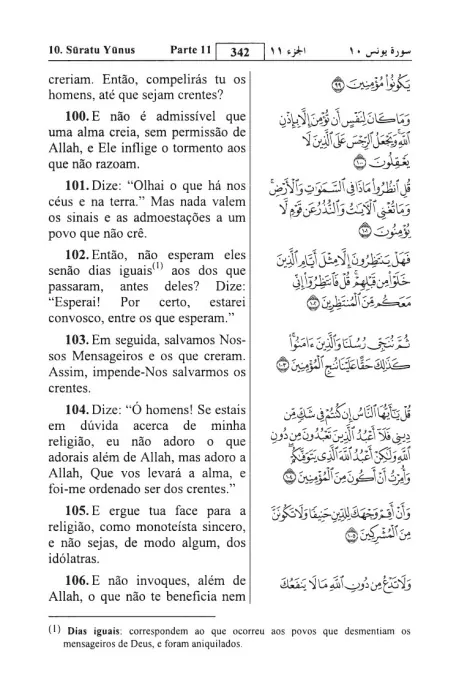 10. Sūratu Yūnus Parte 11 342 الجزء ١١ سورة يونس ١٠
creriam. Então, compelirás tu os
homens, até que sejam crentes?
100. E não é admissível que
uma alma creia, sem permissão de
Allah, e Ele inflige o tormento aos
que não razoam.
101. Dize: “Olhai o que há nos
céus e na terra.” Mas nada valem
os sinais e as admoestações a um
povo que não crê.
102. Então, não esperam eles
senão dias iguais(1) aos dos que
passaram, antes deles? Dize:
“Esperai! Por certo, estarei
convosco, entre os que esperam.”
103. Em seguida, salvamos Nos-
sos Mensageiros e os que creram.
Assim, impende-Nos salvarmos os
crentes.
104. Dize: “Ó homens! Se estais
em dúvida acerca de minha
religião, eu não adoro o que
adorais além de Allah, mas adoro a
Allah, Que vos levará a alma, e
foi-me ordenado ser dos crentes.”
105. E ergue tua face para a
religião, como monoteísta sincero,
e não sejas, de modo algum, dos
idólatras.
106. E não invoques, além de
Allah, o que não te beneficia nem
يَكُونُوا۟ مُؤْمِنِينَ ٩٩
وَمَا كَانَ لِنَفْسٍ أَن تُؤْمِنَ إِلَّا بِإِذْنِ
ٱللَّهِ وَيَجْعَلُ ٱلرِّجْسَ عَلَى ٱلَّذِينَ لَا
يَعْقِلُونَ ١٠٠
قُلِ ٱنظُرُوا۟ مَاذَا فِى ٱلسَّمَٰوَٰتِ وَٱلْأَرْضِ ۚ
وَمَا تُغْنِى ٱلْءَايَٰتُ وَٱلنُّذُرُ عَن قَوْمٍ لَّا
يُؤْمِنُونَ ١٠١
فَهَلْ يَنتَظِرُونَ إِلَّا مِثْلَ أَيَّامِ ٱلَّذِينَ
خَلَوْا۟ مِن قَبْلِهِمْ ۚ قُلْ فَٱنتَظِرُوٓا۟ إِنِّى
مَعَكُم مِّنَ ٱلْمُنتَظِرِينَ ١٠٢
ثُمَّ نُنَجِّى رُسُلَنَا وَٱلَّذِينَ ءَامَنُوا۟ ۚ
كَذَٰلِكَ حَقًّا عَلَيْنَا نُنجِ ٱلْمُؤْمِنِينَ ١٠٣
قُلْ يَٰٓأَيُّهَا ٱلنَّاسُ إِن كُنتُمْ فِى شَكٍّ مِّن
دِينِى فَلَآ أَعْبُدُ ٱلَّذِينَ تَعْبُدُونَ مِن دُونِ
ٱللَّهِ وَلَٰكِنْ أَعْبُدُ ٱللَّهَ ٱلَّذِى يَتَوَفَّىٰكُمْ ۖ
وَأُمِرْتُ أَنْ أَكُونَ مِنَ ٱلْمُؤْمِنِينَ ١٠٤
وَأَنْ أَقِمْ وَجْهَكَ لِلدِّينِ حَنِيفًا وَلَا تَكُونَنَّ
مِنَ ٱلْمُشْرِكِينَ ١٠٥
وَلَا تَدْعُ مِن دُونِ ٱللَّهِ مَا لَا يَنفَعُكَ
(1) Dias iguais: correspondem ao que ocorreu aos povos que desmentiam os
mensageiros de Deus, e foram aniquilados.